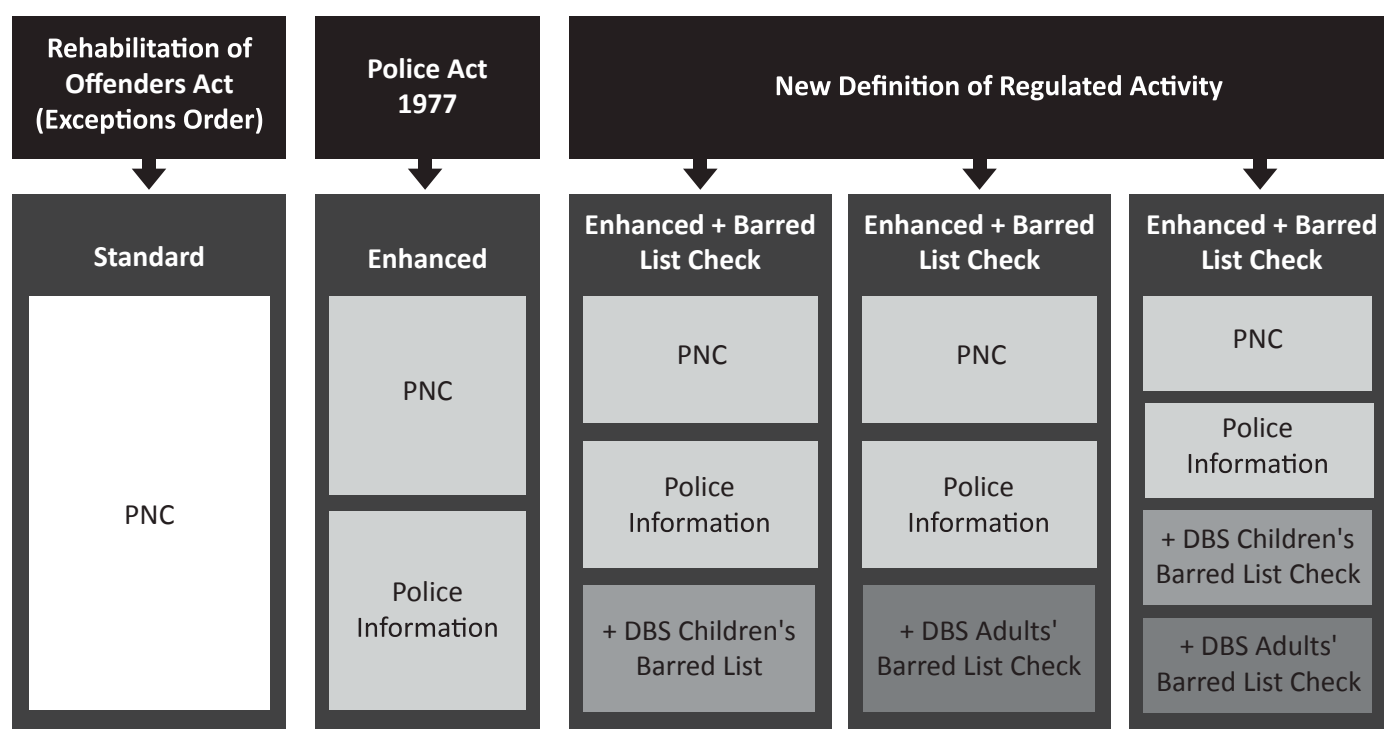 Rehabilitation of
Offenders Act
(Exceptions Order)
Police Act
1977
New Definition of Regulated Activity
Standard
PNC
Enhanced
PNC
Police
Information
Enhanced + Barred
List Check
PNC
Police
Information
+ DBS Children's
Barred List
Enhanced + Barred
List Check
PNC
Police
Information
+ DBS Adults'
Barred List Check
Enhanced + Barred
List Check
PNC
Police
Information
+ DBS Children's
Barred List Check
+ DBS Adults'
Barred List Check